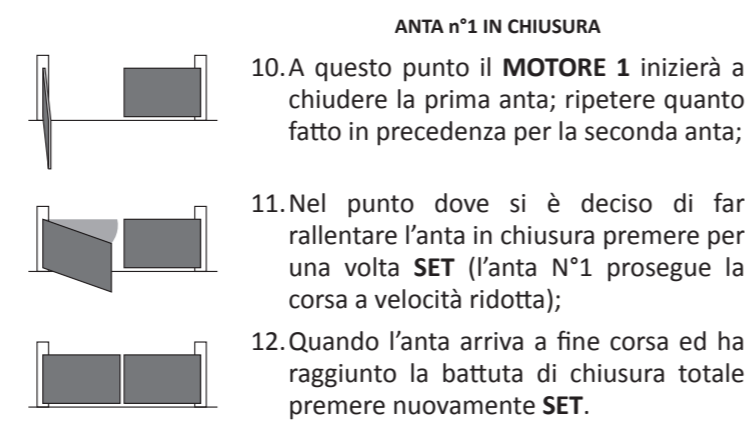 ANTA n°1 IN CHIUSURA
10. A questo punto il MOTORE 1 inizierà a
chiudere la prima anta; ripetere quanto
fatto in precedenza per la seconda anta;
11. Nel punto dove si è deciso di far
rallentare l’anta in chiusura premere per
una volta SET (l’anta N°1 prosegue la
corsa a velocità ridotta);
12. Quando l’anta arriva a fine corsa ed ha
raggiunto la battuta di chiusura totale
premere nuovamente SET.